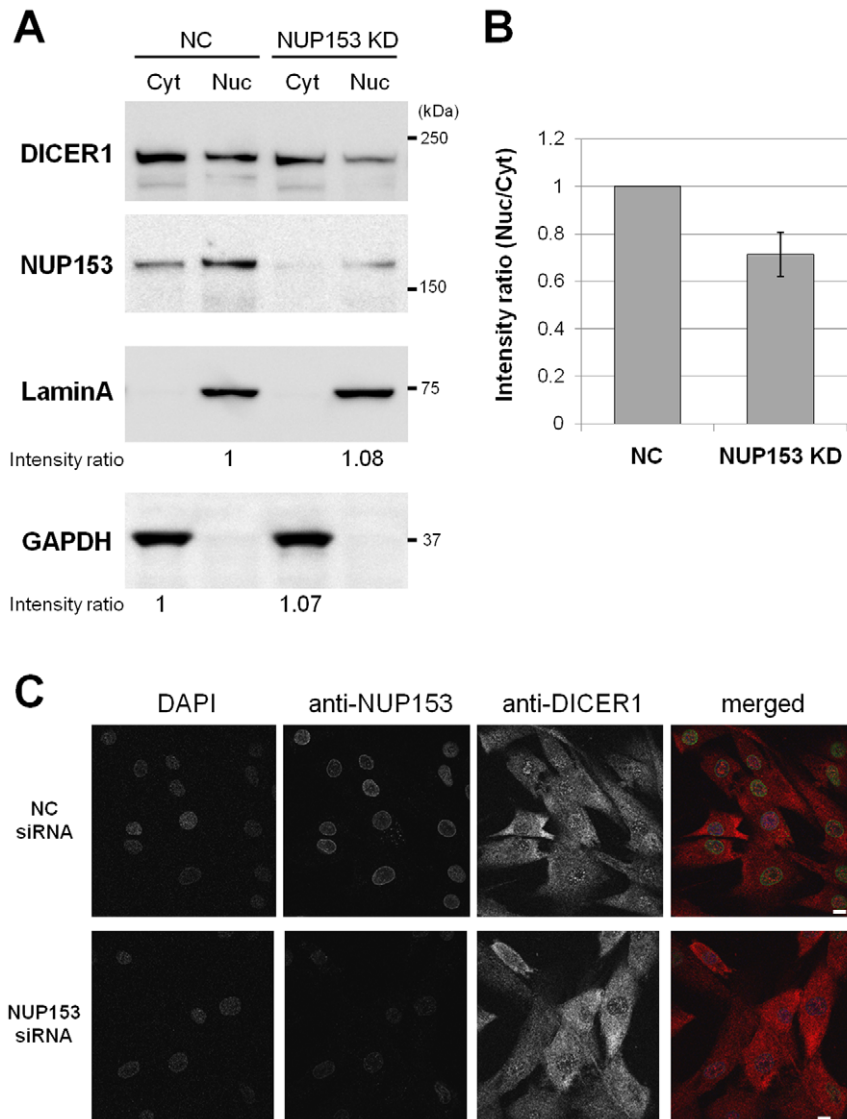 A
NC NUP153 KD
Cyt Nuc Cyt Nuc
(kDa)
DICER1 250
NUP153
150
LaminA 75
Intensity ratio 1 1.08
GAPDH 37
Intensity ratio 1 1.07
B
Intensity ratio (Nuc/Cyt)
1.2
1
0.8
0.6
0.4
0.2
0
NC NUP153 KD
C
DAPI anti-NUP153 anti-DICER1 merged
NC
siRNA
NUP153
siRNA